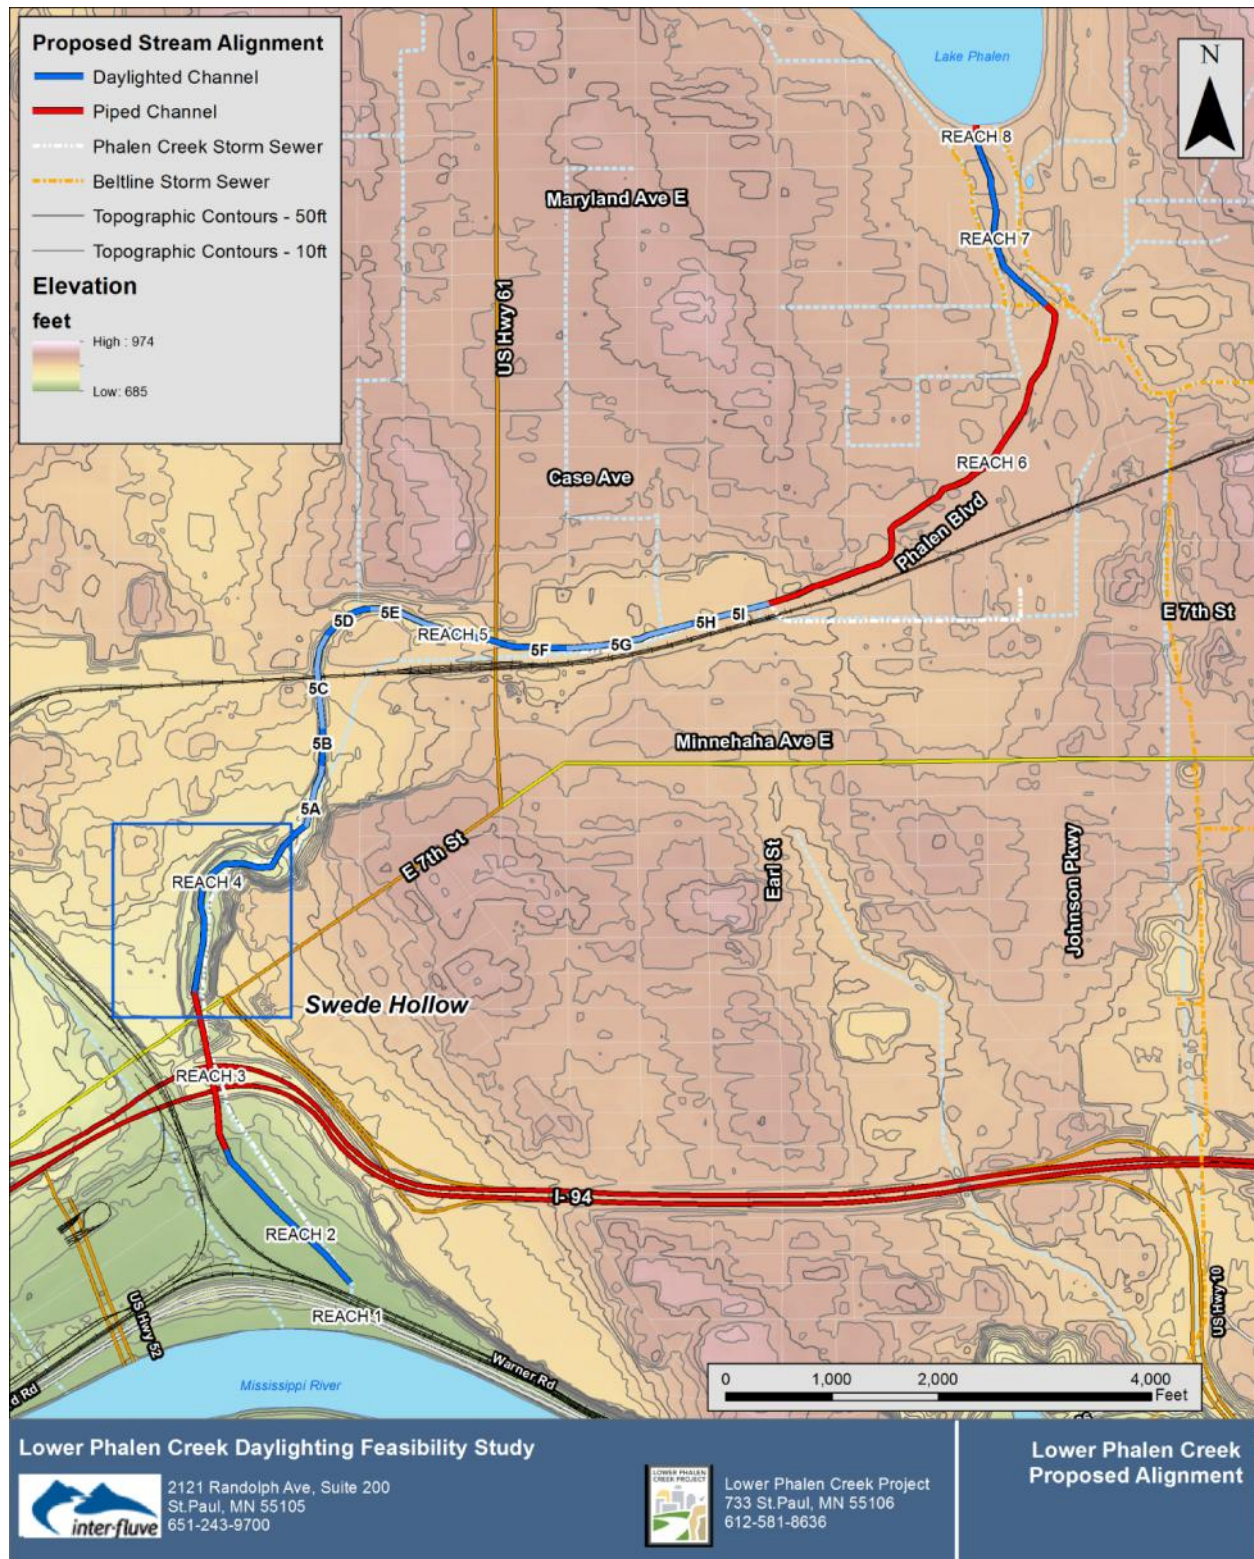 Proposed Stream Alignment
Daylighted Channel
Piped Channel
Phalen Creek Storm Sewer
Beltline Storm Sewer
Topographic Contours - 50ft
Topographic Contours - 10ft
Elevation
feet
High : 974
Low: 685
Lake Phalen
N
REACH 8
Maryland Ave E
REACH 7
US Hwy 61
REACH 6
Case Ave
Phalen Blvd
5D
5E
REACH 5
5F
5G
5H
5I
E 7th St
5C
5B
Minnehaha Ave E
5A
E 7th St
REACH 4
Earl St
Johnson Pkwy
Swede Hollow
REACH 3
I-94
REACH 2
REACH 1
US Hwy 52
US Hwy 10
Warner Rd
d Rd
Mississippi River
0 1,000 2,000 4,000
Feet
Lower Phalen Creek Daylighting Feasibility Study
inter-fluve
2121 Randolph Ave, Suite 200
St.Paul, MN 55105
651-243-9700
LOWER PHALEN
CREEK PROJECT
Lower Phalen Creek Project
733 St.Paul, MN 55106
612-581-8636
Lower Phalen Creek
Proposed Alignment